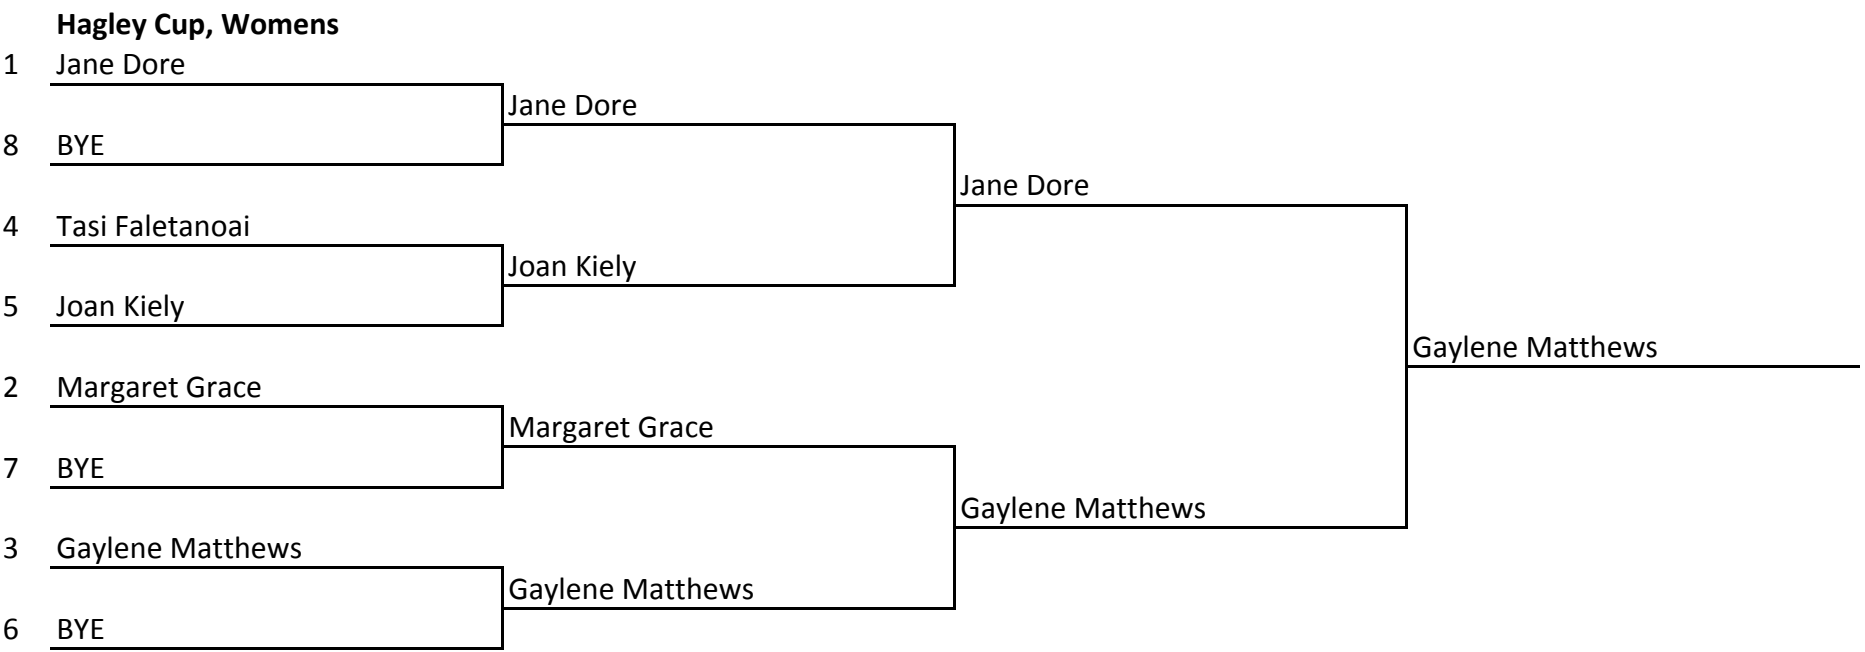 Hagley Cup, Womens
1 Jane Dore
Jane Dore
8 BYE
Jane Dore
4 Tasi Faletanoai
Joan Kiely
5 Joan Kiely
Gaylene Matthews
2 Margaret Grace
Margaret Grace
7 BYE
Gaylene Matthews
3 Gaylene Matthews
Gaylene Matthews
6 BYE